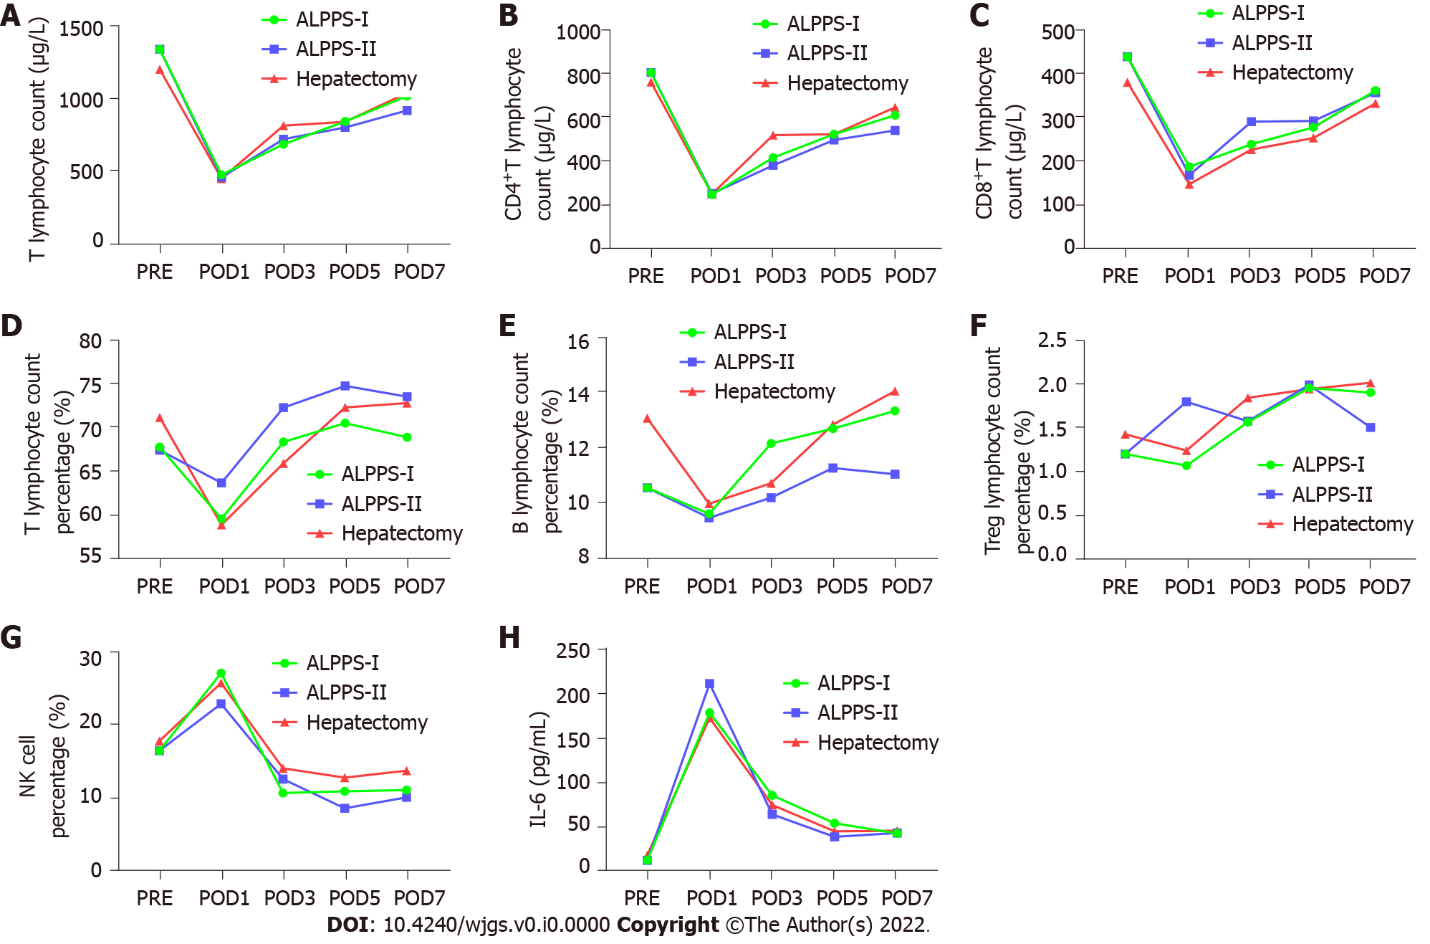 A
T lymphocyte count (µg/L)
1500
1000
500
0
ALPPS-I
ALPPS-II
Hepatectomy
PRE POD1 POD3 POD5 POD7
B
CD4+T lymphocyte
count (µg/L)
1000
800
600
400
200
0
ALPPS-I
ALPPS-II
Hepatectomy
PRE POD1 POD3 POD5 POD7
C
CD8+T lymphocyte
count (µg/L)
500
400
300
200
100
0
ALPPS-I
ALPPS-II
Hepatectomy
PRE POD1 POD3 POD5 POD7
D
T lymphocyte count
percentage (%)
80
75
70
65
60
55
ALPPS-I
ALPPS-II
Hepatectomy
PRE POD1 POD3 POD5 POD7
E
B lymphocyte count
percentage (%)
16
14
12
10
8
ALPPS-I
ALPPS-II
Hepatectomy
PRE POD1 POD3 POD5 POD7
F
Treg lymphocyte count
percentage (%)
2.5
2.0
1.5
1.0
0.5
0.0
ALPPS-I
ALPPS-II
Hepatectomy
PRE POD1 POD3 POD5 POD7
G
NK cell
percentage (%)
30
20
10
0
ALPPS-I
ALPPS-II
Hepatectomy
PRE POD1 POD3 POD5 POD7
H
IL-6 (pg/mL)
250
200
150
100
50
0
ALPPS-I
ALPPS-II
Hepatectomy
PRE POD1 POD3 POD5 POD7
DOI: 10.4240/wjgs.v0.i0.0000 Copyright ©The Author(s) 2022.